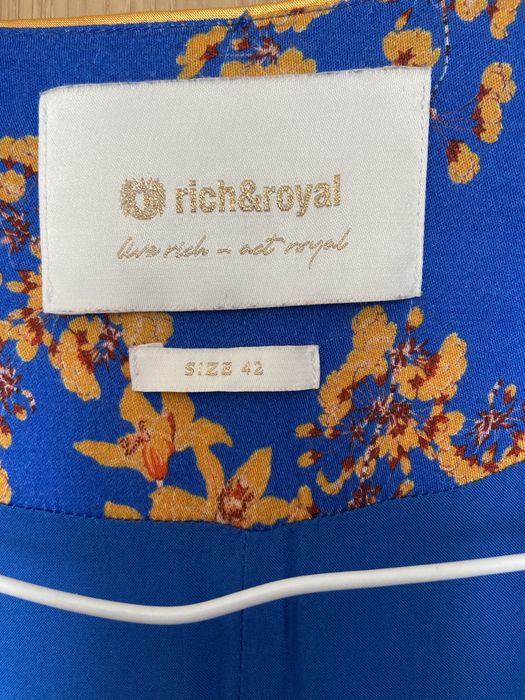 rich&royal
live rich – act royal
SIZE 42